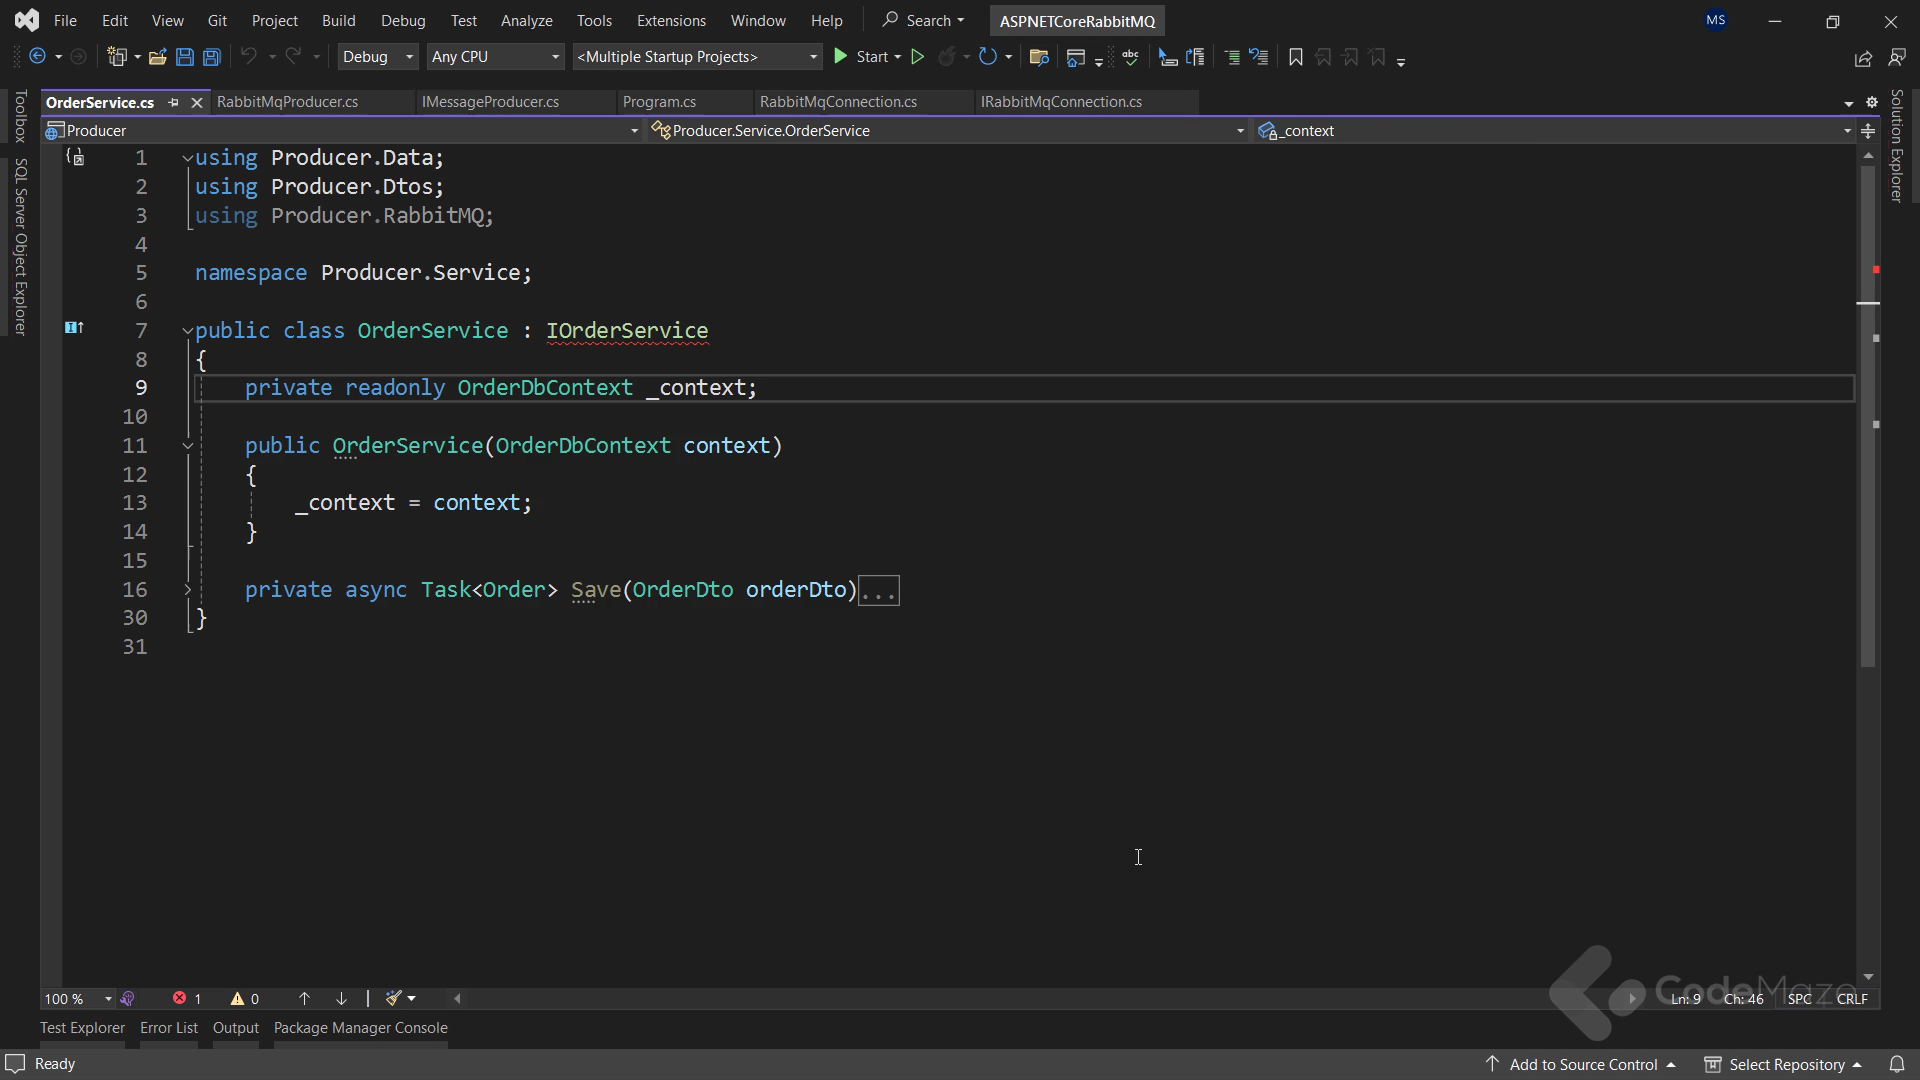 File Edit View Git Project Build Debug Test Analyze Tools Extensions Window Help Search ASPNETCoreRabbitMQ MS
Debug Any CPU <Multiple Startup Projects> Start abc
OrderService.cs RabbitMqProducer.cs IMessageProducer.cs Program.cs RabbitMqConnection.cs IRabbitMqConnection.cs
Toolbox
SQL Server Object Explorer
Solution Explorer
Producer Producer.Service.OrderService _context
1 using Producer.Data;
2 using Producer.Dtos;
3 using Producer.RabbitMQ;
4
5 namespace Producer.Service;
6
7 public class OrderService : IOrderService
8 {
9 private readonly OrderDbContext _context;
10
11 public OrderService(OrderDbContext context)
12 {
13 _context = context;
14 }
15
16 private async Task<Order> Save(OrderDto orderDto)...
30 }
31
CodeMaze
100 % 1 0 Ln: 9 Ch: 46 SPC CRLF
Test Explorer Error List Output Package Manager Console
Ready Add to Source Control Select Repository